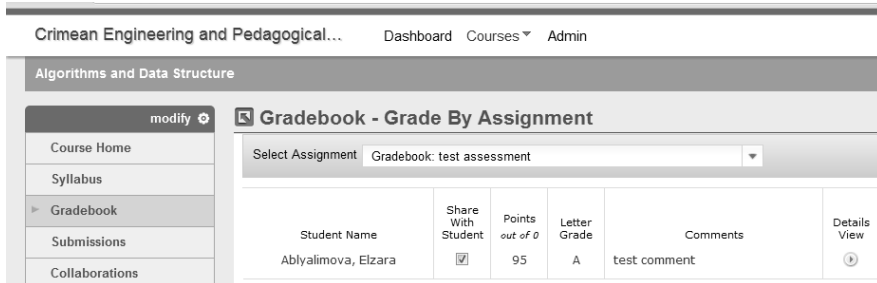 Crimean Engineering and Pedagogical...
Dashboard Courses Admin
Algorithms and Data Structure
modify
Course Home
Syllabus
Gradebook
Submissions
Collaborations
Gradebook - Grade By Assignment
Select Assignment Gradebook: test assessment
Student Name
Share
With
Student
Points
out of 0
Letter
Grade
Comments
Details
View
Ablyalimova, Elzara 95 A test comment